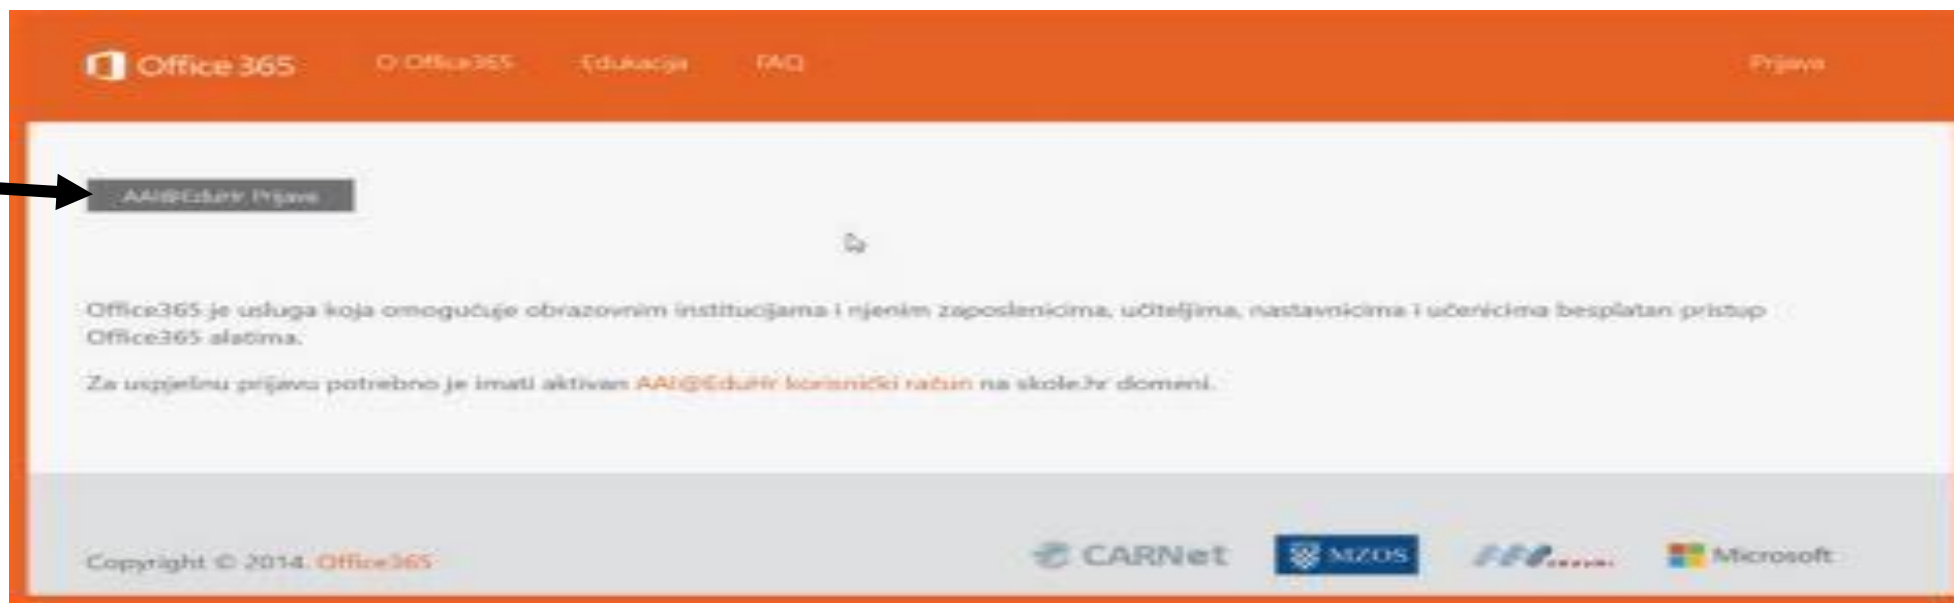 Office 365 O Office365 Edukacija FAQ Prijava
AAI@EduHr Prijava
Office365 je usluga koja omogućuje obrazovnim institucijama i njenim zaposlenicima, učiteljima, nastavnicima i učenicima besplatan pristup
Office365 alatima.
Za uspješnu prijavu potrebno je imati aktivan AAI@EduHr korisnički račun na skole.hr domeni.
Copyright © 2014. Office365 CARNet MZOS Microsoft